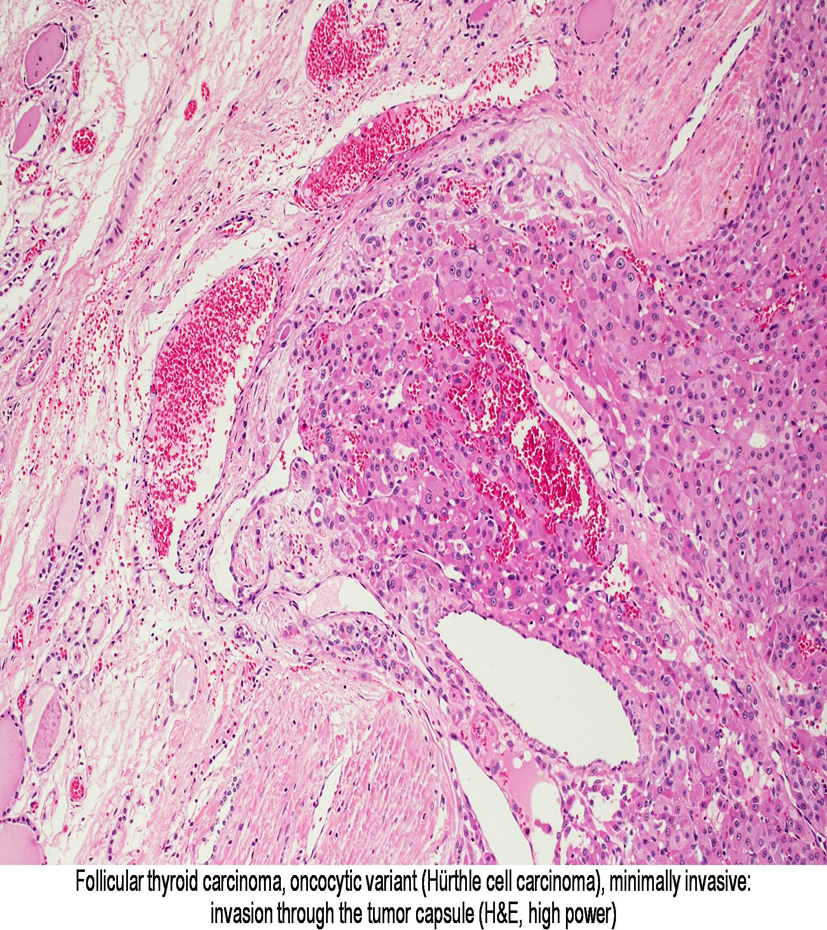 Follicular thyroid carcinoma, oncocytic variant (Hürthle cell carcinoma), minimally invasive:
invasion through the tumor capsule (H&E, high power)